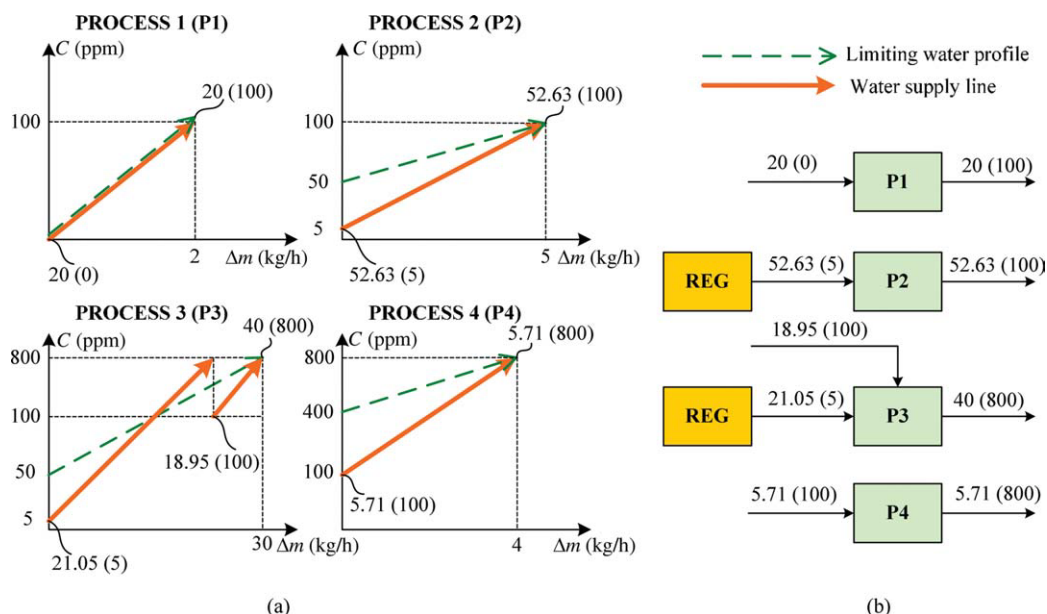 PROCESS 1 (P1)
C (ppm)
20 (100)
100
2
Δm (kg/h)
20 (0)
PROCESS 2 (P2)
C (ppm)
52.63 (100)
100
50
5
5
Δm (kg/h)
52.63 (5)
PROCESS 3 (P3)
C (ppm)
40 (800)
800
100
50
18.95 (100)
5
30
Δm (kg/h)
21.05 (5)
PROCESS 4 (P4)
C (ppm)
5.71 (800)
800
400
100
5.71 (100)
4
Δm (kg/h)
(a)
Limiting water profile
Water supply line
20 (0)
P1
20 (100)
REG
52.63 (5)
P2
52.63 (100)
18.95 (100)
REG
21.05 (5)
P3
40 (800)
5.71 (100)
P4
5.71 (800)
(b)